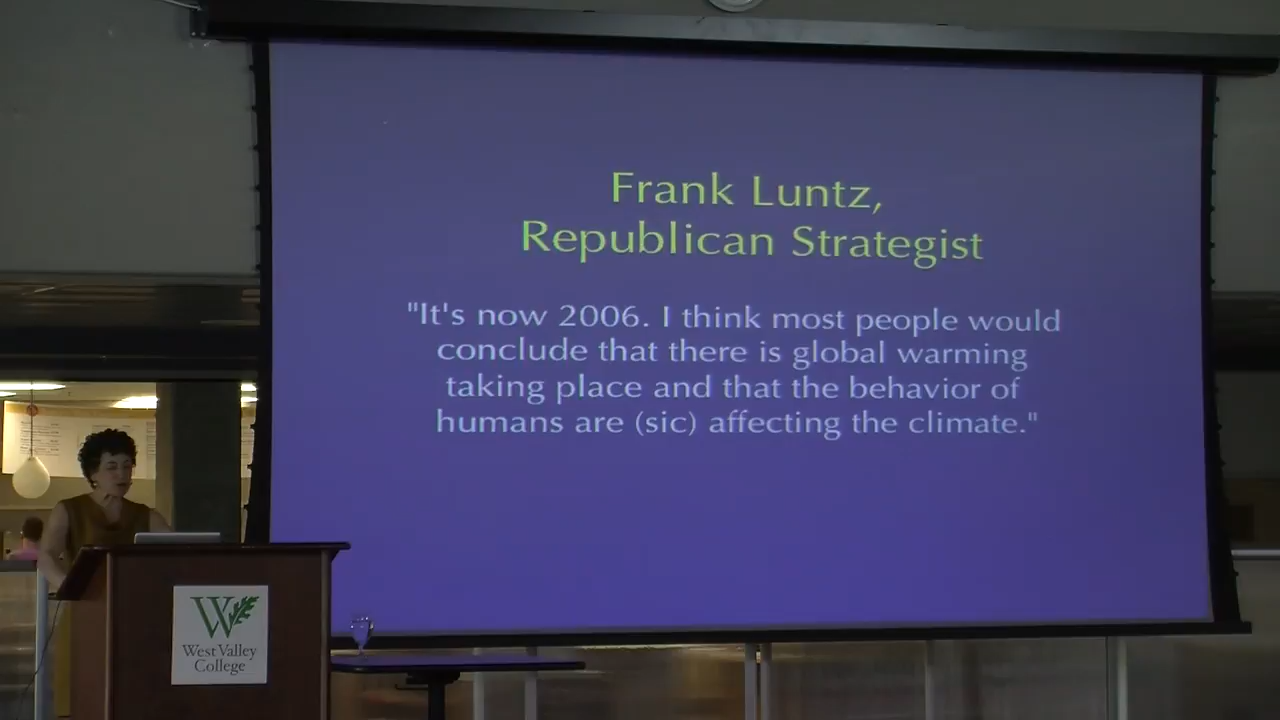 Frank Luntz,
Republican Strategist
"It's now 2006. I think most people would
conclude that there is global warming
taking place and that the behavior of
humans are (sic) affecting the climate."
W
West Valley
College